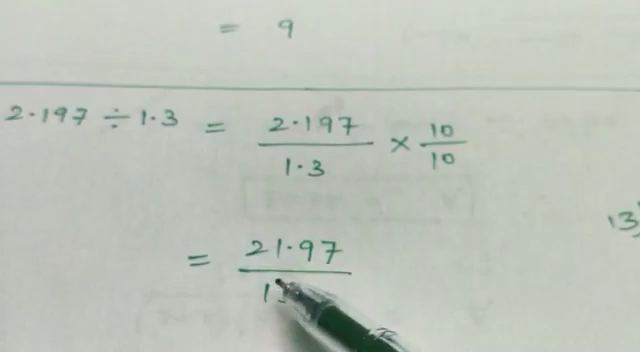 = 9
2.197 ÷ 1.3 = 2.197/1.3 × 10/10
13)
= 21.97/